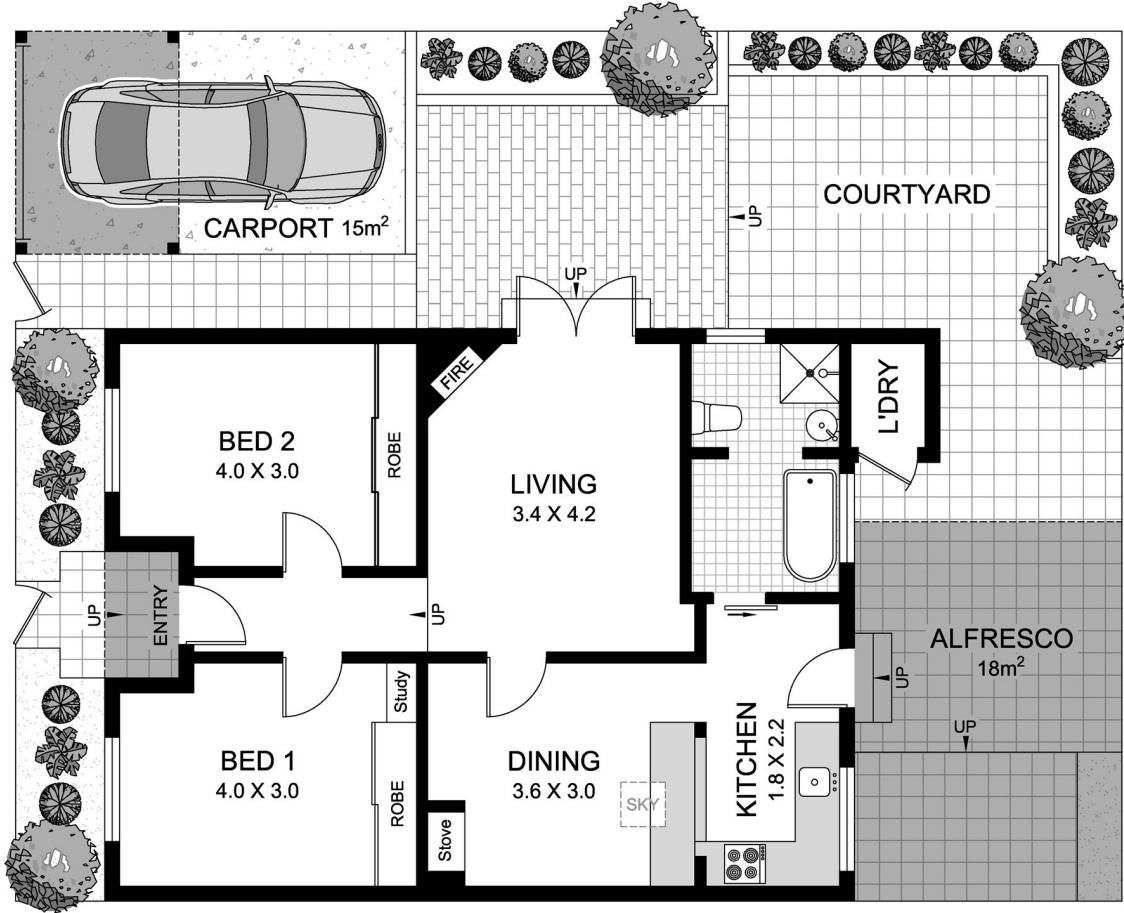 CARPORT 15m²
COURTYARD
UP
UP
FIRE
BED 2
4.0 X 3.0
ROBE
LIVING
3.4 X 4.2
L'DRY
ENTRY
UP
UP
ALFRESCO
18m²
UP
UP
Study
BED 1
4.0 X 3.0
ROBE
DINING
3.6 X 3.0
SKY
KITCHEN
1.8 X 2.2
Stove